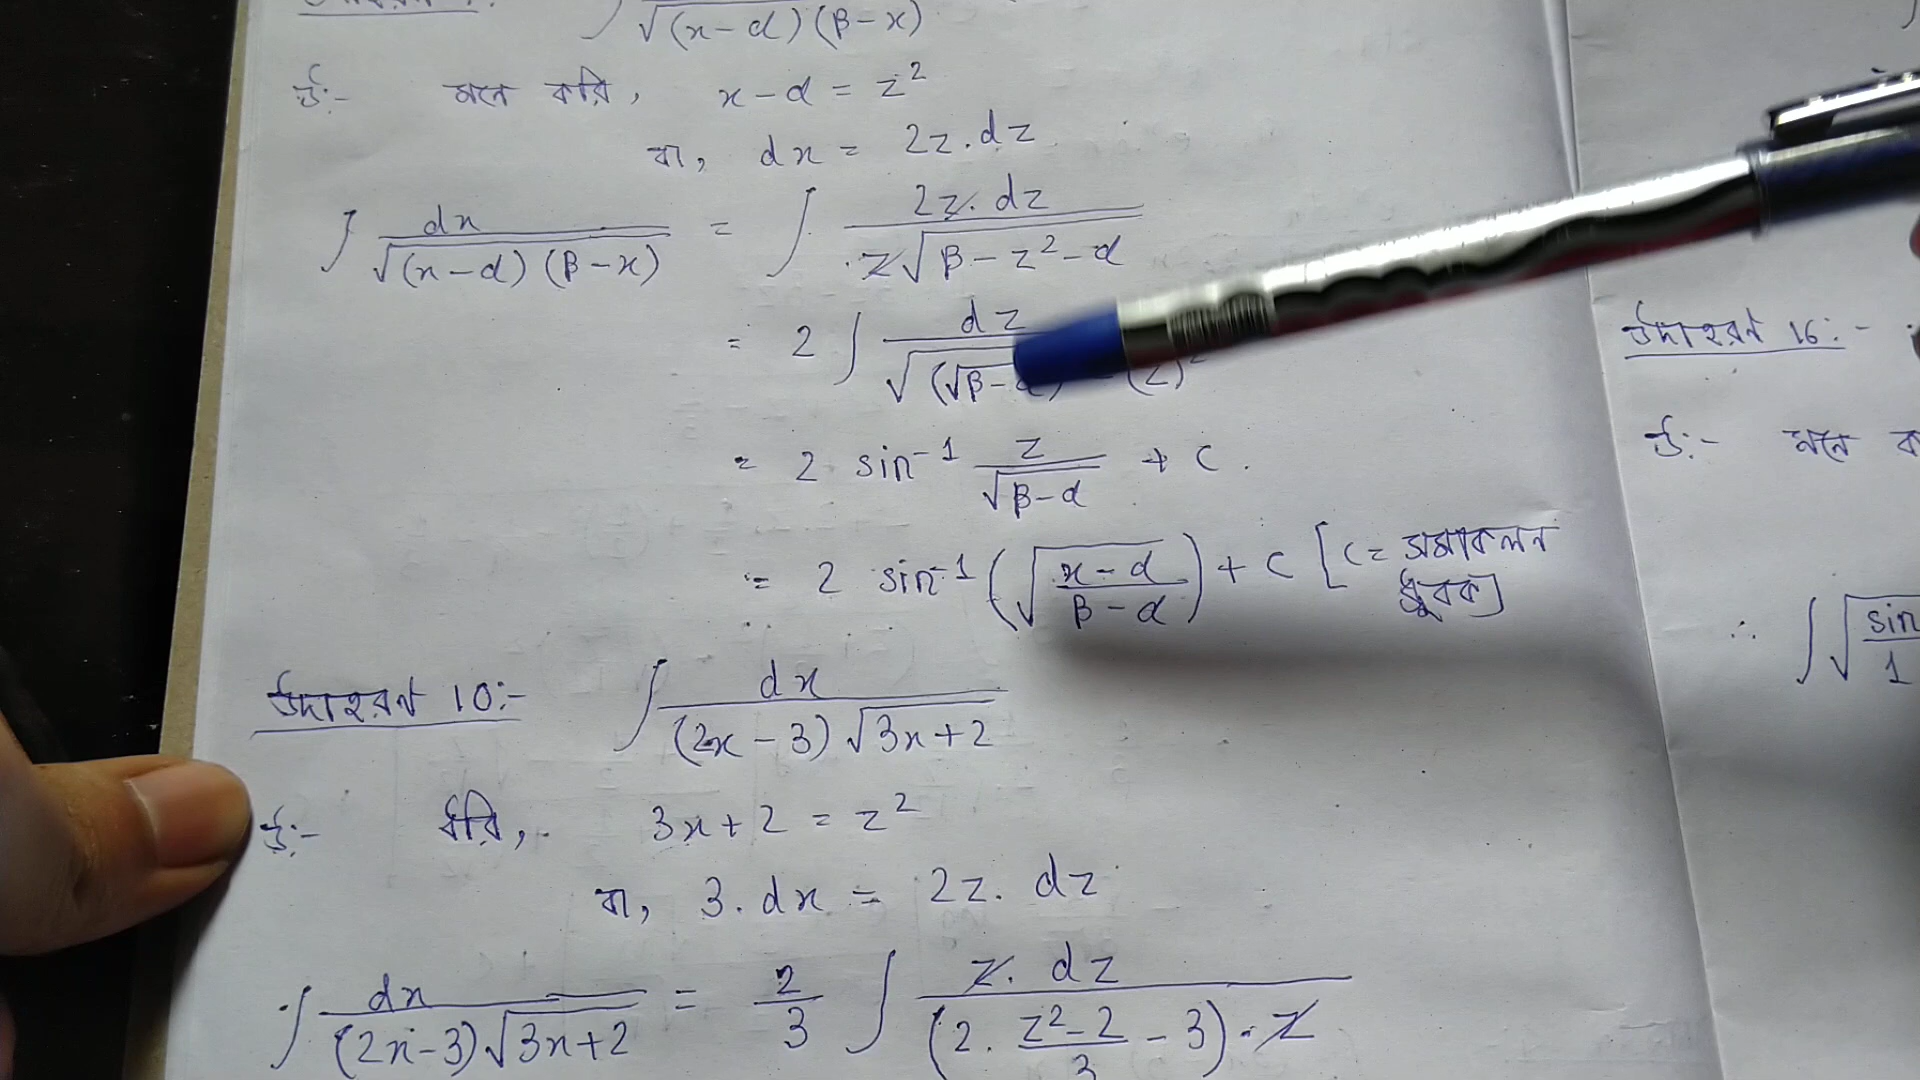 √(x-α)(β-x)
উঃ- মনে করি, x-α = z²
বা, dx = 2z.dz
∫ dx / √(x-α)(β-x) = ∫ 2z.dz / z√β-z²-α
= 2 ∫ dz / √(√β-
= 2 sin⁻¹ z / √β-α + c.
= 2 sin⁻¹ (√x-α / β-α) + c [c = সমাকলন ধ্রুবক]
উদাহরণ 10:- ∫ dx / (2x-3)√3x+2
উঃ- ধরি, 3x+2 = z²
বা, 3.dx = 2z.dz
∫ dx / (2x-3)√3x+2 = 2/3 ∫ z.dz / (2. z²-2 / 3 - 3).z
উদাহরণ 16:-
উঃ- মনে
∴ ∫√ sin / 1